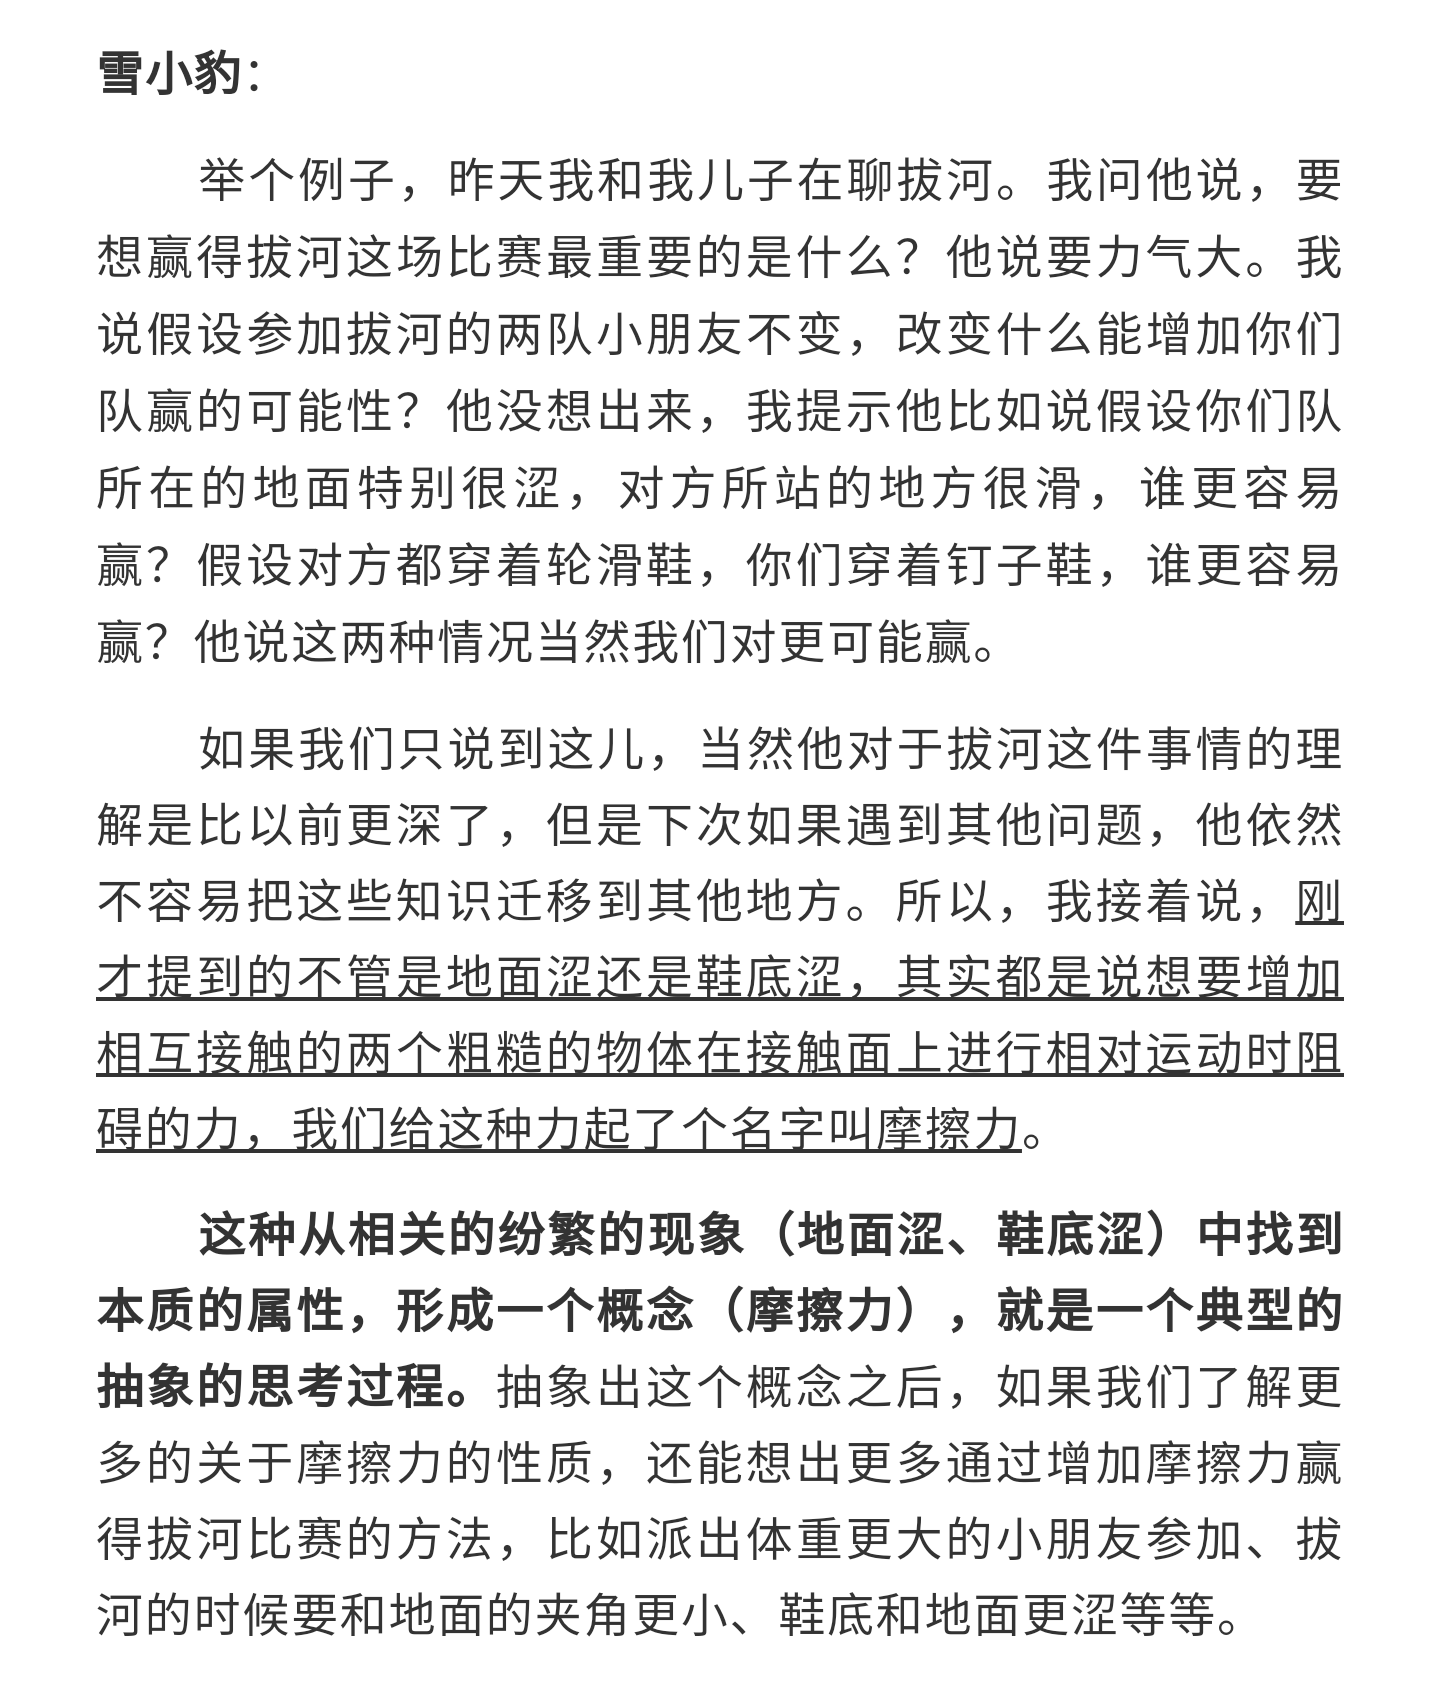 雪小豹：
举个例子，昨天我和我儿子在聊拔河。我问他说，要
想赢得拔河这场比赛最重要的是什么？他说要力气大。我
说假设参加拔河的两队小朋友不变，改变什么能增加你们
队赢的可能性？他没想出来，我提示他比如说假设你们队
所在的地面特别很涩，对方所站的地方很滑，谁更容易
赢？假设对方都穿着轮滑鞋，你们穿着钉子鞋，谁更容易
赢？他说这两种情况当然我们对更可能赢。
如果我们只说到这儿，当然他对于拔河这件事情的理
解是比以前更深了，但是下次如果遇到其他问题，他依然
不容易把这些知识迁移到其他地方。所以，我接着说，刚
才提到的不管是地面涩还是鞋底涩，其实都是说想要增加
相互接触的两个粗糙的物体在接触面上进行相对运动时阻
碍的力，我们给这种力起了个名字叫摩擦力。
这种从相关的纷繁的现象（地面涩、鞋底涩）中找到
本质的属性，形成一个概念（摩擦力），就是一个典型的
抽象的思考过程。抽象出这个概念之后，如果我们了解更
多的关于摩擦力的性质，还能想出更多通过增加摩擦力赢
得拔河比赛的方法，比如派出体重更大的小朋友参加、拔
河的时候要和地面的夹角更小、鞋底和地面更涩等等。